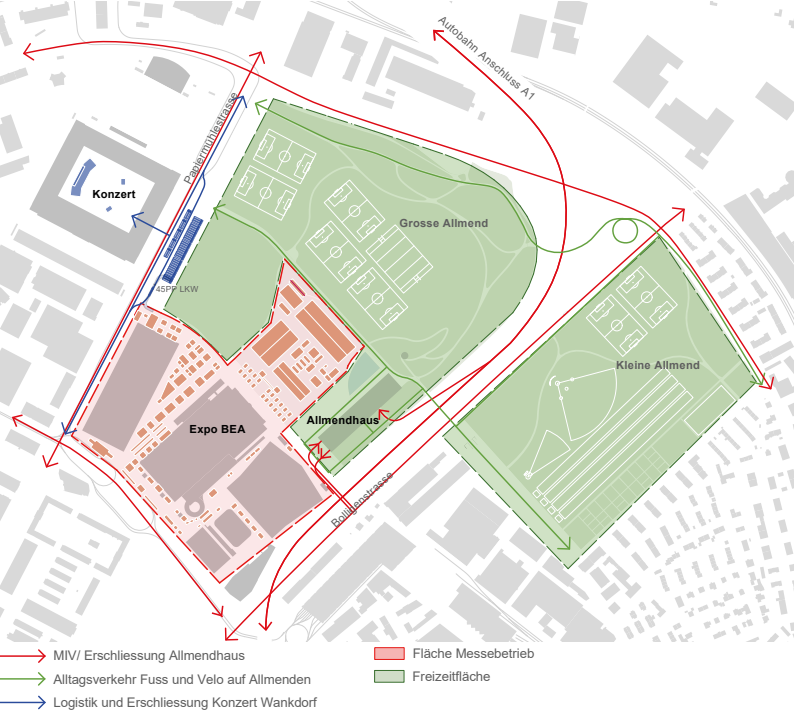 Autobahn Anschluss A1
Papiermühlestrasse
Konzert
Grosse Allmend
45PP LKW
Kleine Allmend
Allmendhaus
Expo BEA
Bolligenstrasse
MIV/ Erschliessung Allmendhaus
Alltagsverkehr Fuss und Velo auf Allmenden
Logistik und Erschliessung Konzert Wankdorf
Fläche Messebetrieb
Freizeitfläche